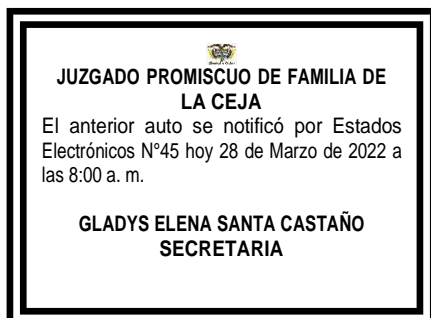 JUZGADO PROMISCUO DE FAMILIA DE
LA CEJA
El anterior auto se notificó por Estados
Electrónicos N°45 hoy 28 de Marzo de 2022 a
las 8:00 a. m.
GLADYS ELENA SANTA CASTAÑO
SECRETARIA